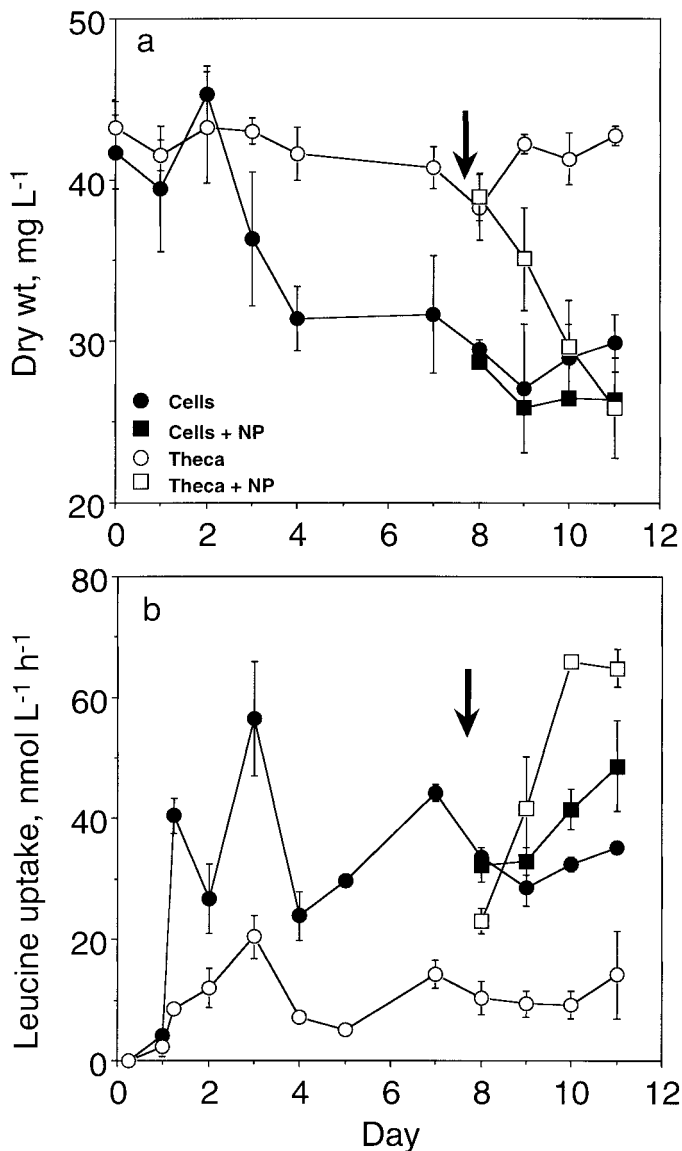 a
50
40
30
20
Dry wt, mg L⁻¹
Cells
Cells + NP
Theca
Theca + NP
0 2 4 6 8 10 12
b
80
60
40
20
0
Leucine uptake, nmol L⁻¹ h⁻¹
0 2 4 6 8 10 12
Day